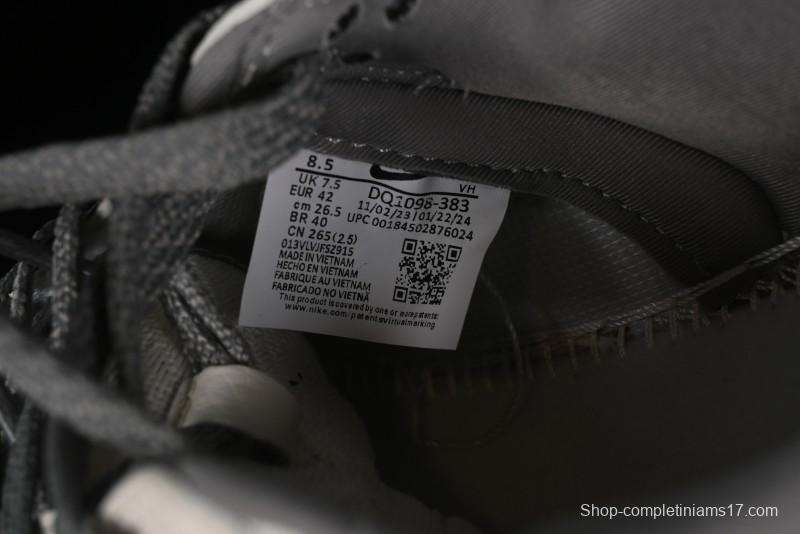 8.5 VH
UK 7.5 DQ1098-383
EUR 42 11/02/23 | 01/22/24
cm 26.5 UPC 00184502876024
BR 40
CN 265(2.5)
013VLVJFSZ915
MADE IN VIETNAM
HECHO EN VIETNAM
FABRIQUE AU VIETNAM
FABRICADO NO VIETNÃ
This product is covered by one or more patents:
www.nike.com/patentsvirtualmarking
Shop-completiniams17.com